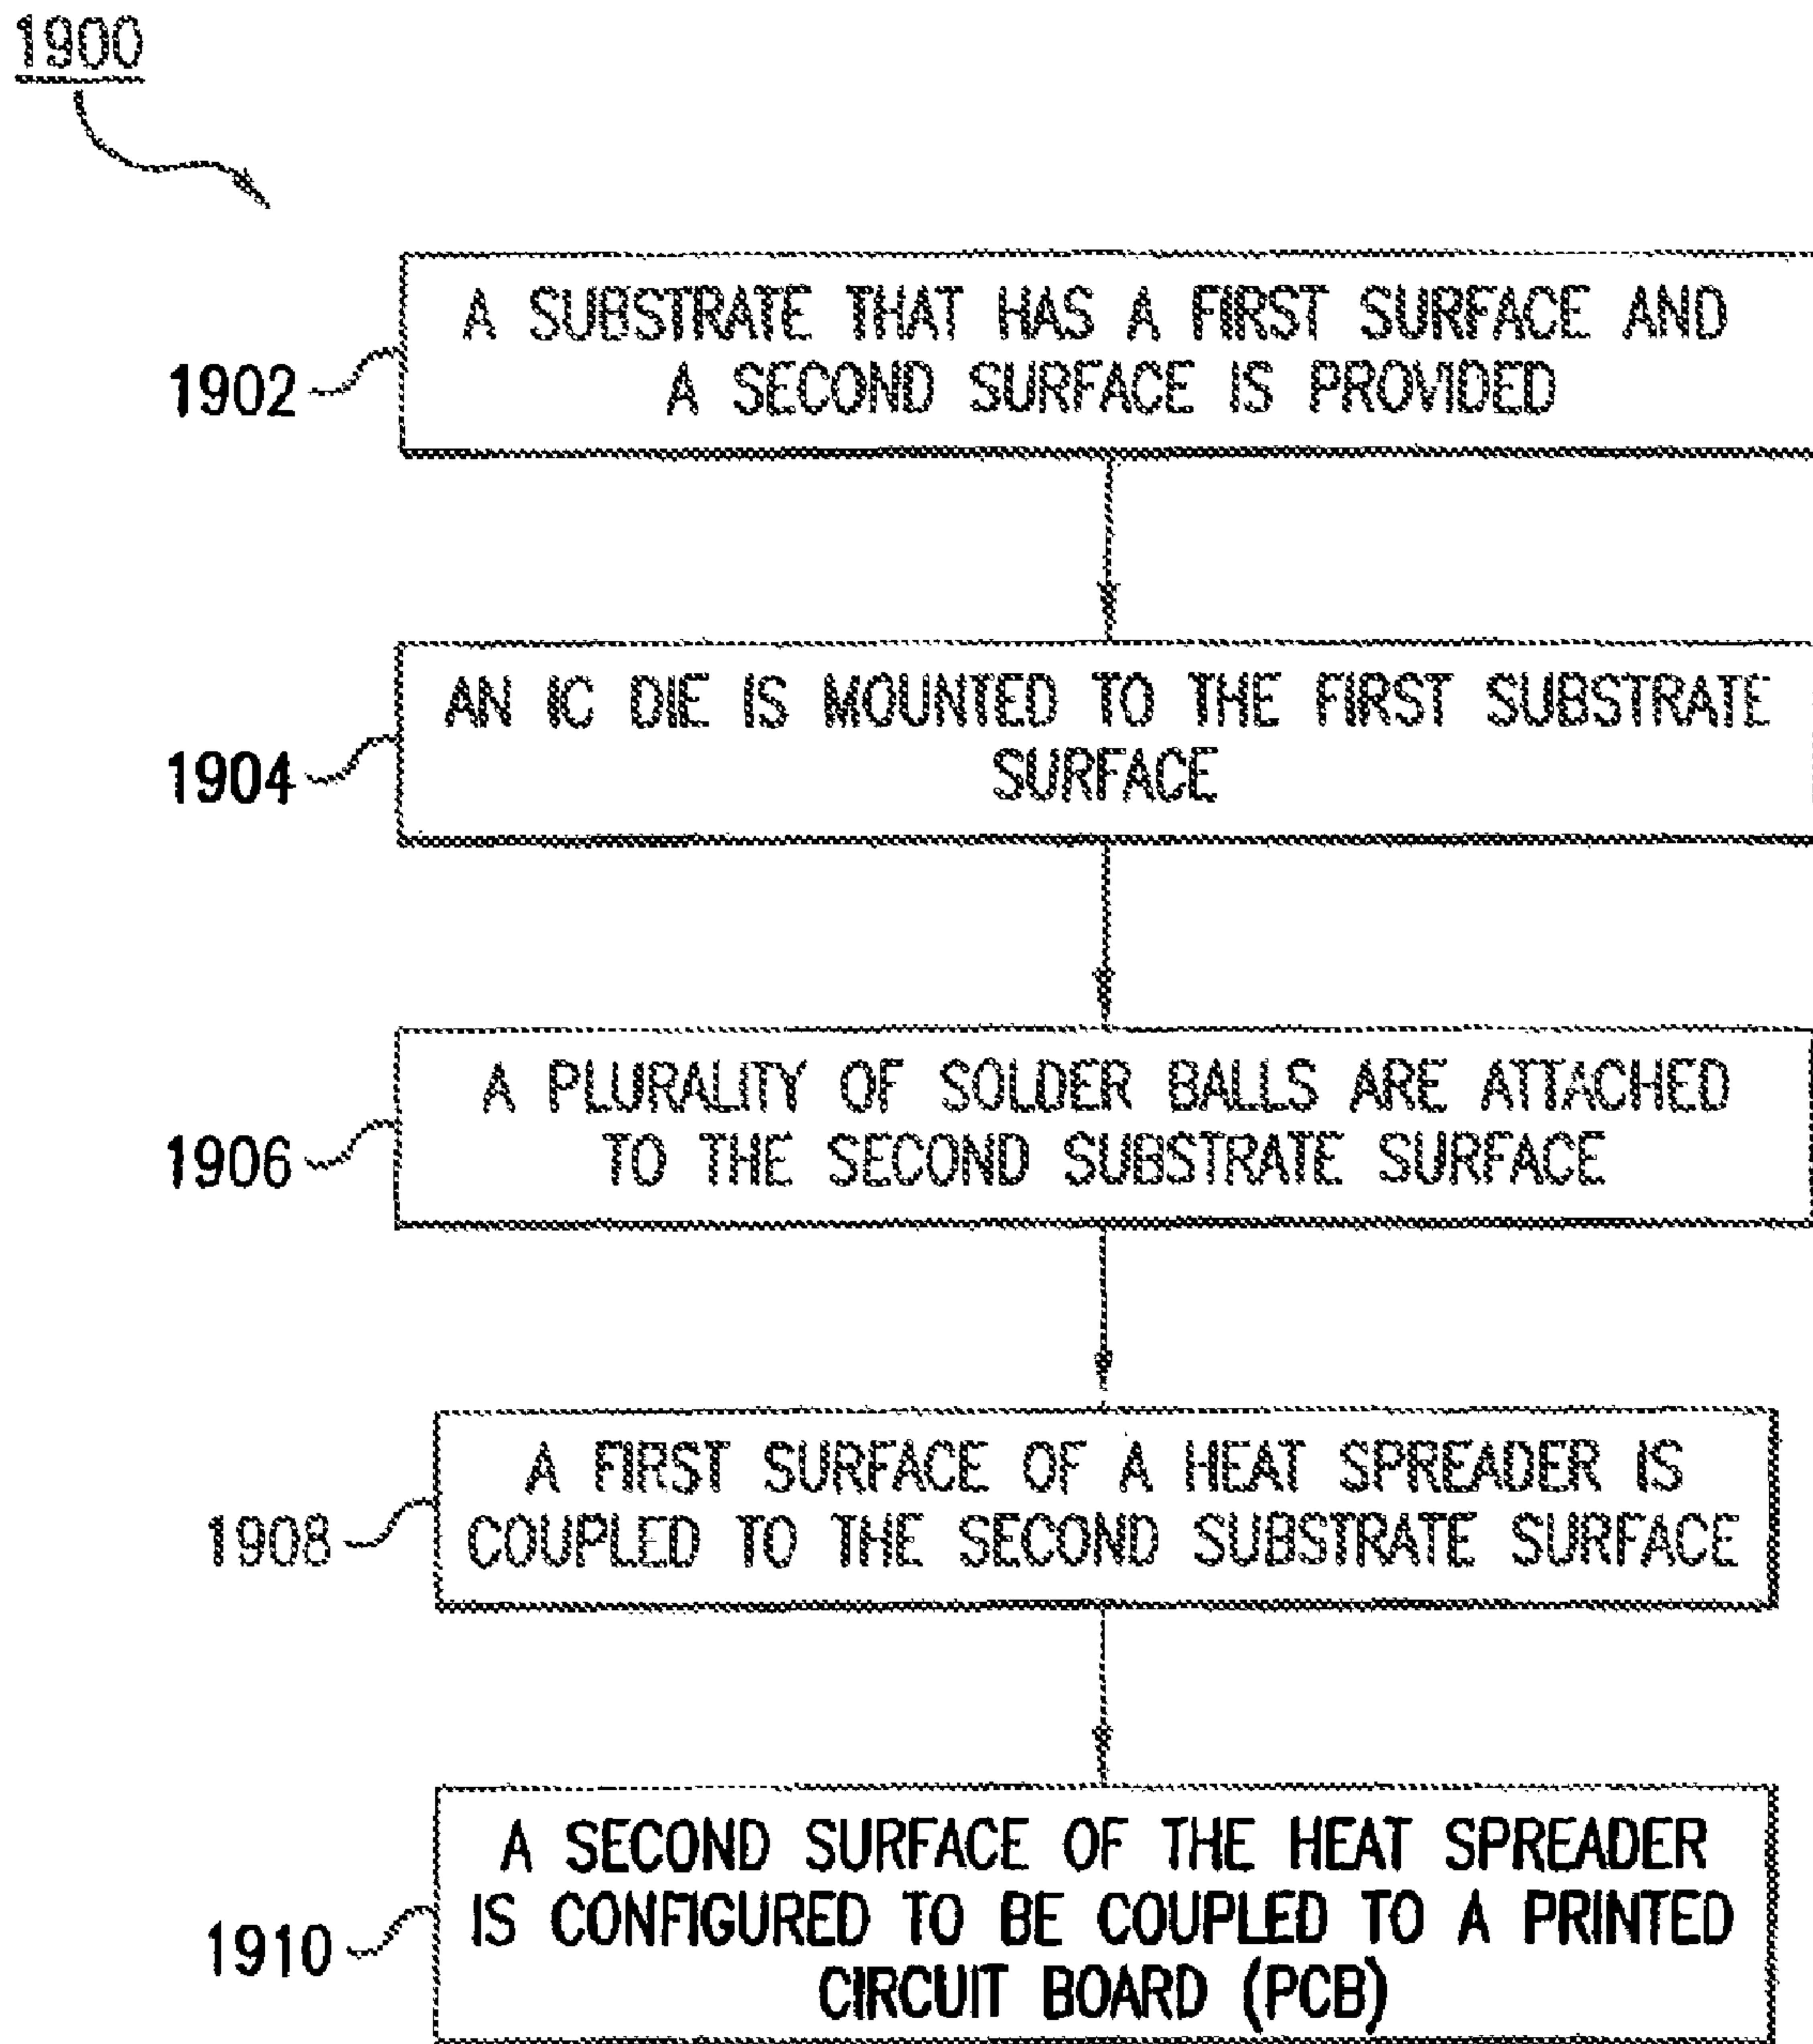 1900
A SUBSTRATE THAT HAS A FIRST SURFACE AND
A SECOND SURFACE IS PROVIDED
1902
AN IC DIE IS MOUNTED TO THE FIRST SUBSTRATE
SURFACE
1904
A PLURALITY OF SOLDER BALLS ARE ATTACHED
TO THE SECOND SUBSTRATE SURFACE
1906
A FIRST SURFACE OF A HEAT SPREADER IS
COUPLED TO THE SECOND SUBSTRATE SURFACE
1908
A SECOND SURFACE OF THE HEAT SPREADER
IS CONFIGURED TO BE COUPLED TO A PRINTED
CIRCUIT BOARD (PCB)
1910